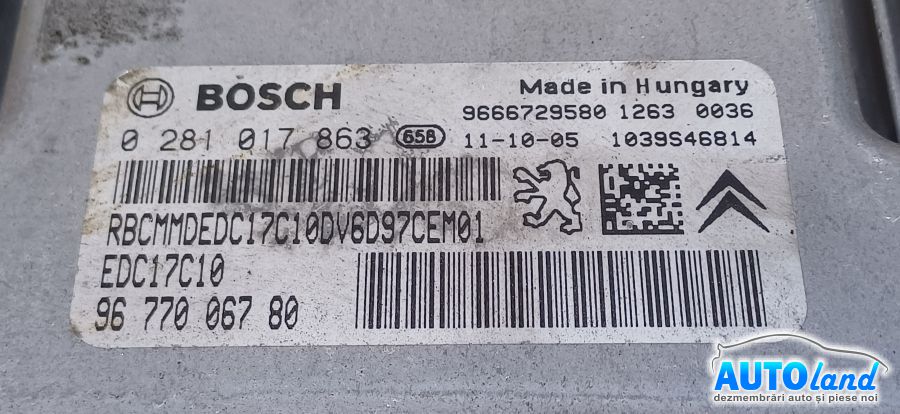 BOSCH
Made in Hungary
9666729580 1263 0036
0 281 017 863 658 11-10-05 1039S46814
RBCMMDEDC17C10DV6D97CEM01
EDC17C10
96 770 067 80
AUTOland
dezmembrări auto și piese noi